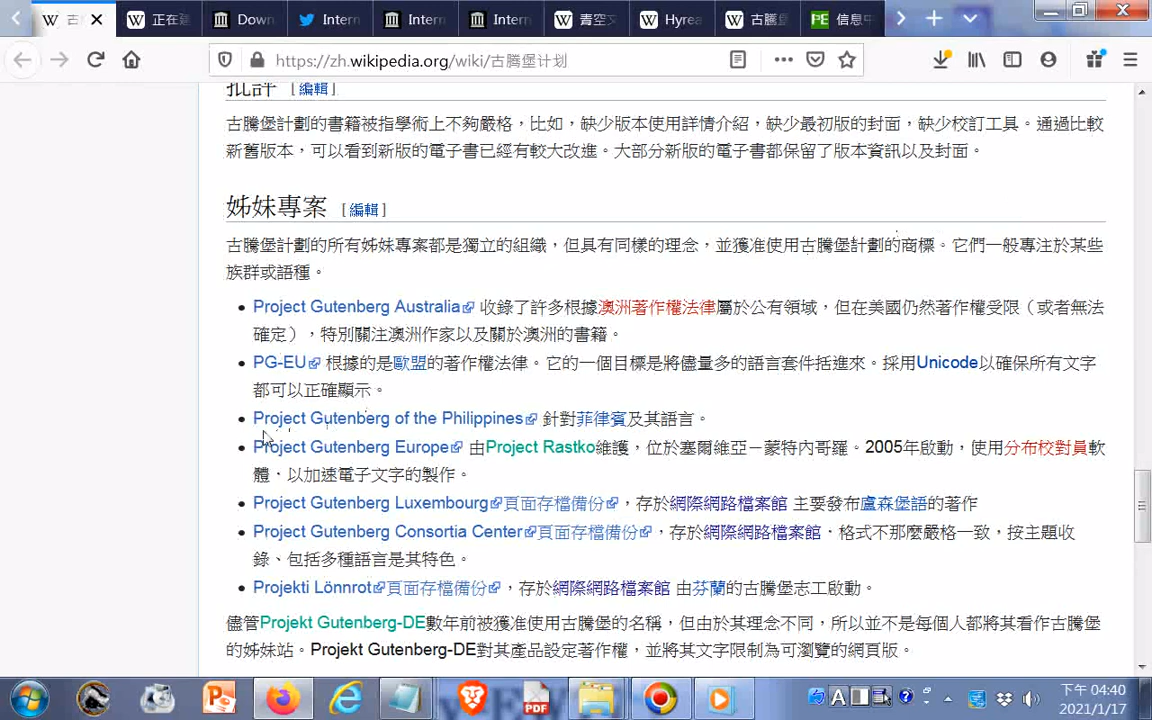 古
正在
Down
Intern
Intern
Intern
青空文
Hyrea
古騰堡
PE 信息中
https://zh.wikipedia.org/wiki/古腾堡计划
批評 [編輯]
古騰堡計劃的書籍被指學術上不夠嚴格，比如，缺少版本使用詳情介紹，缺少最初版的封面，缺少校訂工具。通過比較
新舊版本，可以看到新版的電子書已經有較大改進。大部分新版的電子書都保留了版本資訊以及封面。
姊妹專案 [編輯]
古騰堡計劃的所有姊妹專案都是獨立的組織，但具有同樣的理念，並獲准使用古騰堡計劃的商標。它們一般專注於某些
族群或語種。
Project Gutenberg Australia 收錄了許多根據澳洲著作權法律屬於公有領域，但在美國仍然著作權受限（或者無法
確定），特別關注澳洲作家以及關於澳洲的書籍。
PG-EU 根據的是歐盟的著作權法律。它的一個目標是將儘量多的語言套件括進來。採用Unicode以確保所有文字
都可以正確顯示。
Project Gutenberg of the Philippines 針對菲律賓及其語言。
Project Gutenberg Europe 由Project Rastko維護，位於塞爾維亞－蒙特內哥羅。2005年啟動，使用分布校對員軟
體．以加速電子文字的製作。
Project Gutenberg Luxembourg 頁面存檔備份，存於網際網路檔案館 主要發布盧森堡語的著作
Project Gutenberg Consortia Center 頁面存檔備份，存於網際網路檔案館．格式不那麼嚴格一致，按主題收
錄、包括多種語言是其特色。
Projekti Lönnrot 頁面存檔備份，存於網際網路檔案館 由芬蘭的古騰堡志工啟動。
儘管Projekt Gutenberg-DE數年前被獲准使用古騰堡的名稱，但由於其理念不同，所以並不是每個人都將其看作古騰堡
的姊妹站。Projekt Gutenberg-DE對其產品設定著作權，並將其文字限制為可瀏覽的網頁版。
PDF
A
下午 04:40
2021/1/17